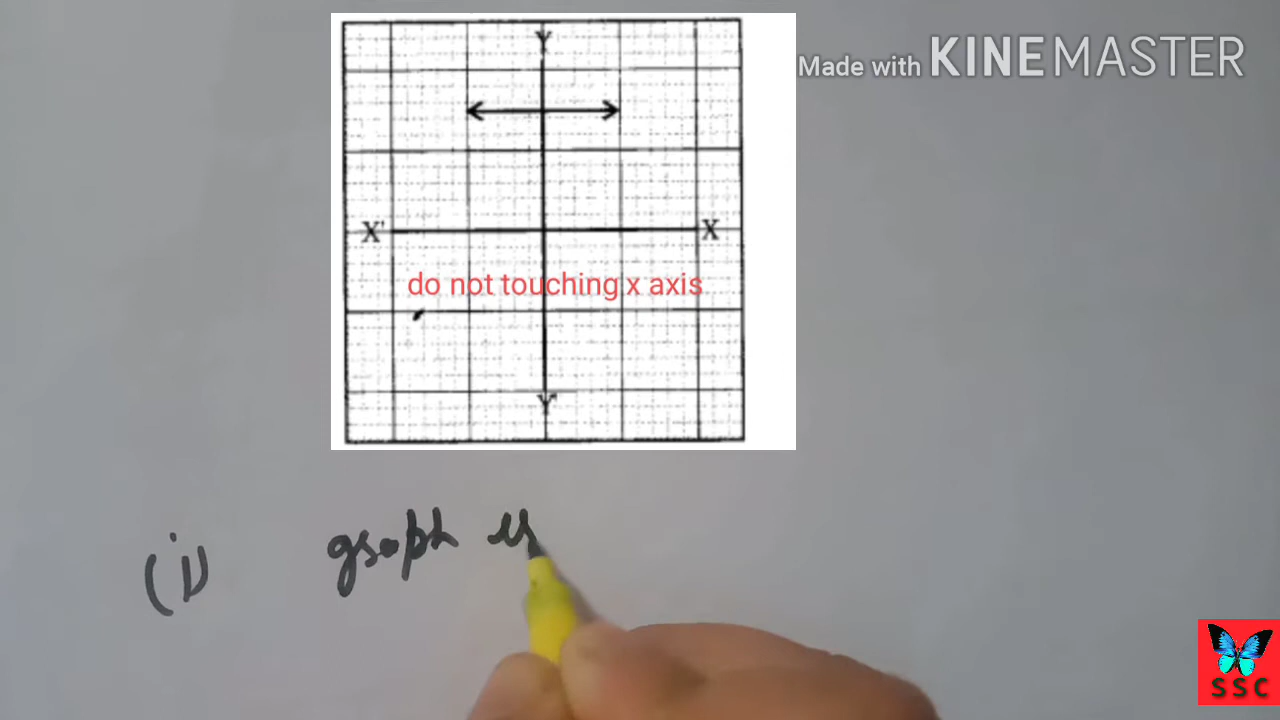 Made with KINEMASTER
Y
X' X
do not touching x axis
Y'
(i) graph is
SSC